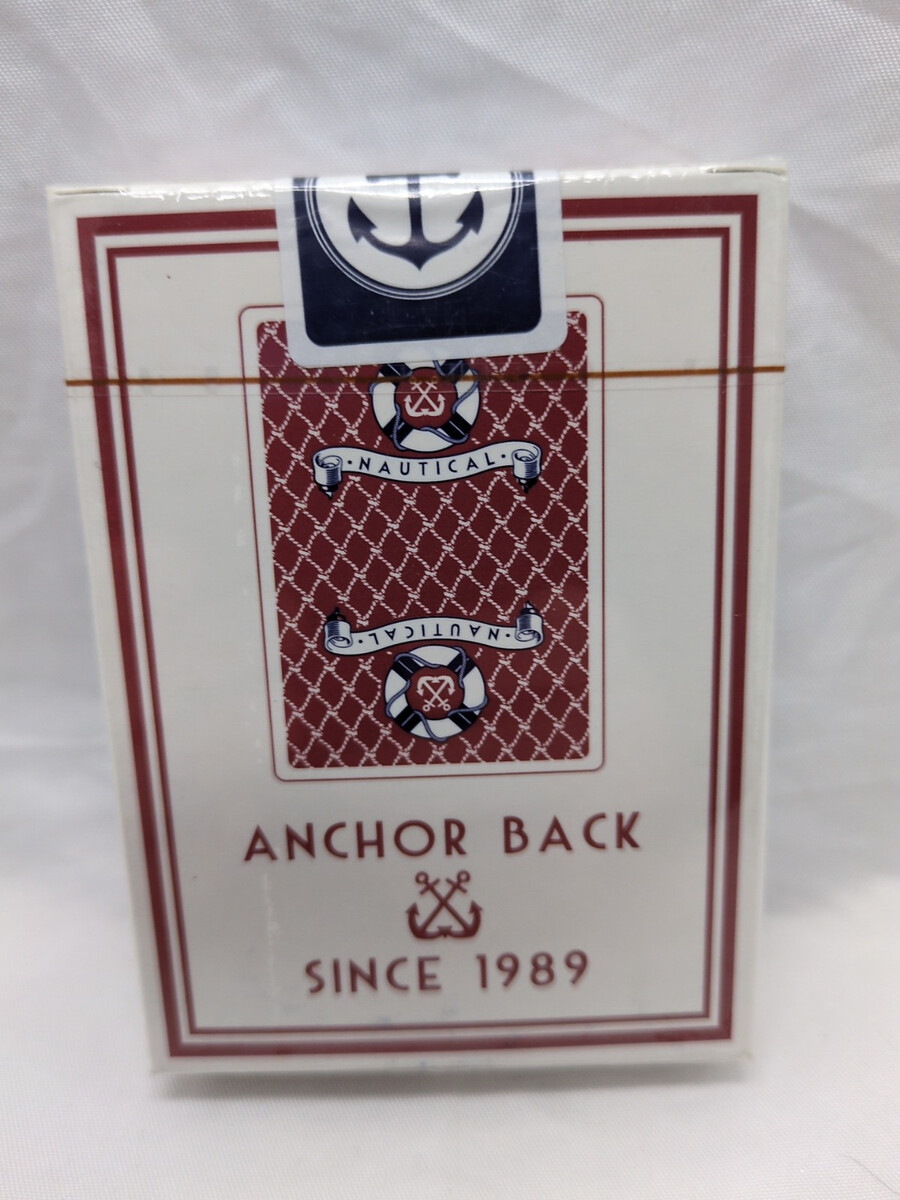 ·NAUTICAL·
·NAUTICAL·
ANCHOR BACK
SINCE 1989